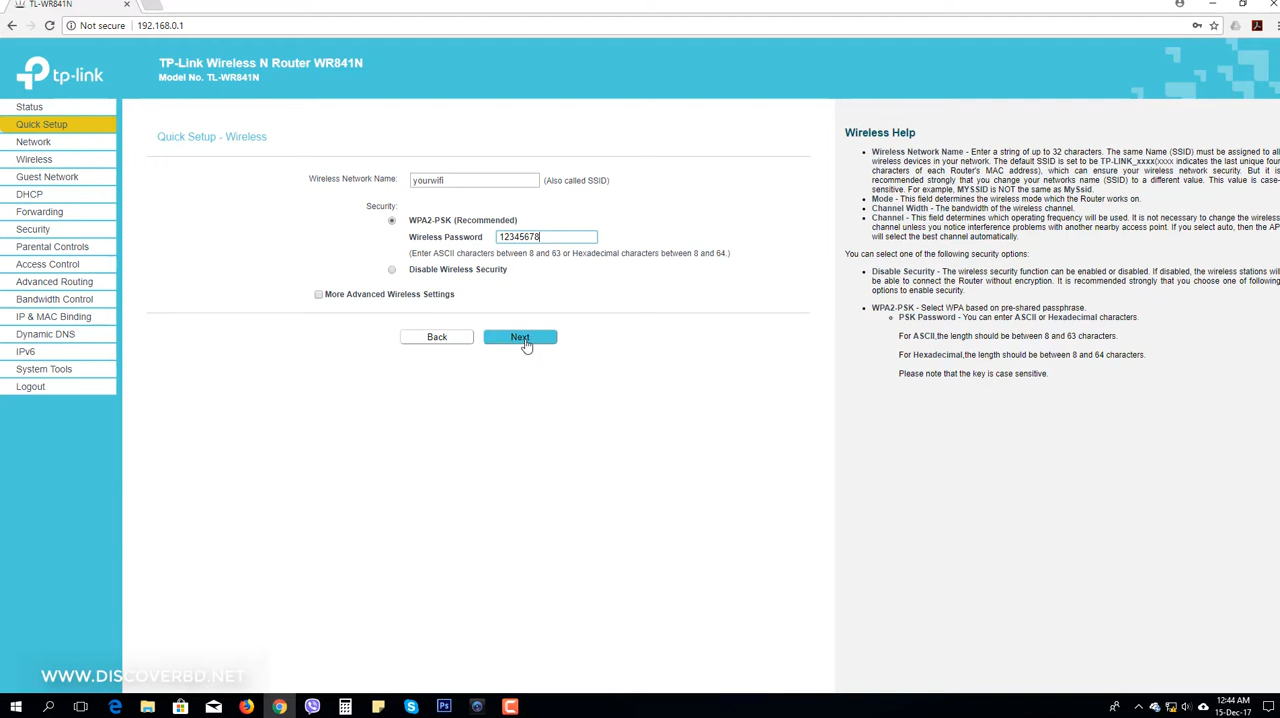 TL-WR841N
Not secure
192.168.0.1
tp-link
TP-Link Wireless N Router WR841N
Model No. TL-WR841N
Status
Quick Setup
Network
Wireless
Guest Network
DHCP
Forwarding
Security
Parental Controls
Access Control
Advanced Routing
Bandwidth Control
IP & MAC Binding
Dynamic DNS
IPv6
System Tools
Logout
Quick Setup - Wireless
Wireless Network Name: yourwifi (Also called SSID)
Security:
WPA2-PSK (Recommended)
Wireless Password 12345678
(Enter ASCII characters between 8 and 63 or Hexadecimal characters between 8 and 64.)
Disable Wireless Security
More Advanced Wireless Settings
Back
Next
Wireless Help
Wireless Network Name - Enter a string of up to 32 characters. The same Name (SSID) must be assigned to all
wireless devices in your network. The default SSID is set to be TP-LINK_xxxx(xxxx indicates the last unique four
characters of each Router's MAC address), which can ensure your wireless network security. But it is
recommended strongly that you change your networks name (SSID) to a different value. This value is case-
sensitive. For example, MYSSID is NOT the same as MySsid.
Mode - This field determines the wireless mode which the Router works on.
Channel Width - The bandwidth of the wireless channel.
Channel - This field determines which operating frequency will be used. It is not necessary to change the wireless
channel unless you notice interference problems with another nearby access point. If you select auto, then the AP
will select the best channel automatically.
You can select one of the following security options:
Disable Security - The wireless security function can be enabled or disabled. If disabled, the wireless stations will
be able to connect the Router without encryption. It is recommended strongly that you choose one of following
options to enable security.
WPA2-PSK - Select WPA based on pre-shared passphrase.
PSK Password - You can enter ASCII or Hexadecimal characters.
For ASCII,the length should be between 8 and 63 characters.
For Hexadecimal,the length should be between 8 and 64 characters.
Please note that the key is case sensitive.
WWW.DISCOVERBD.NET
12:44 AM
15-Dec-17